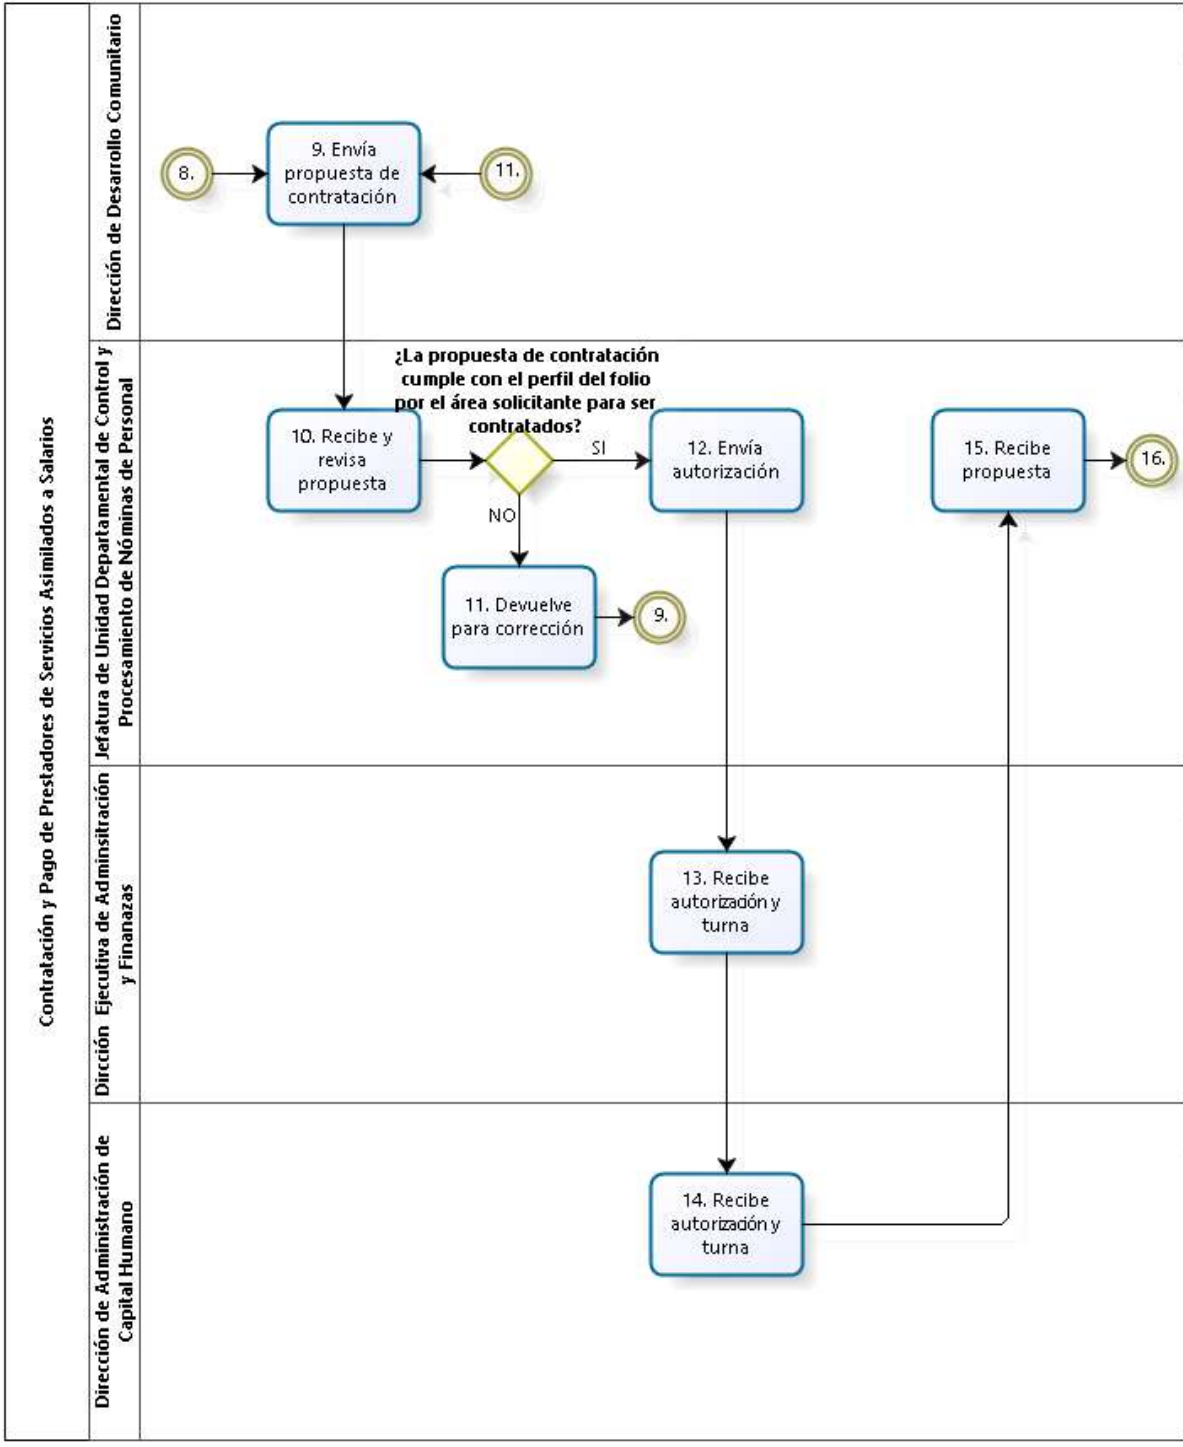 Contratación y Pago de Prestadores de Servicios Asimilados a Salarios
Dirección de Desarrollo Comunitario
8.
9. Envía
propuesta de
contratación
11.
Jefatura de Unidad Departamental de Control y
Procesamiento de Nóminas de Personal
10. Recibe y
revisa
propuesta
¿La propuesta de contratación
cumple con el perfil del folio
por el área solicitante para ser
contratados?
SI
NO
11. Devuelve
para corrección
9.
12. Envía
autorización
15. Recibe
propuesta
16.
Dircción Ejecutiva de Adminsitración
y Finanazas
13. Recibe
autorización y
turna
Dirección de Administración de
Capital Humano
14. Recibe
autorización y
turna